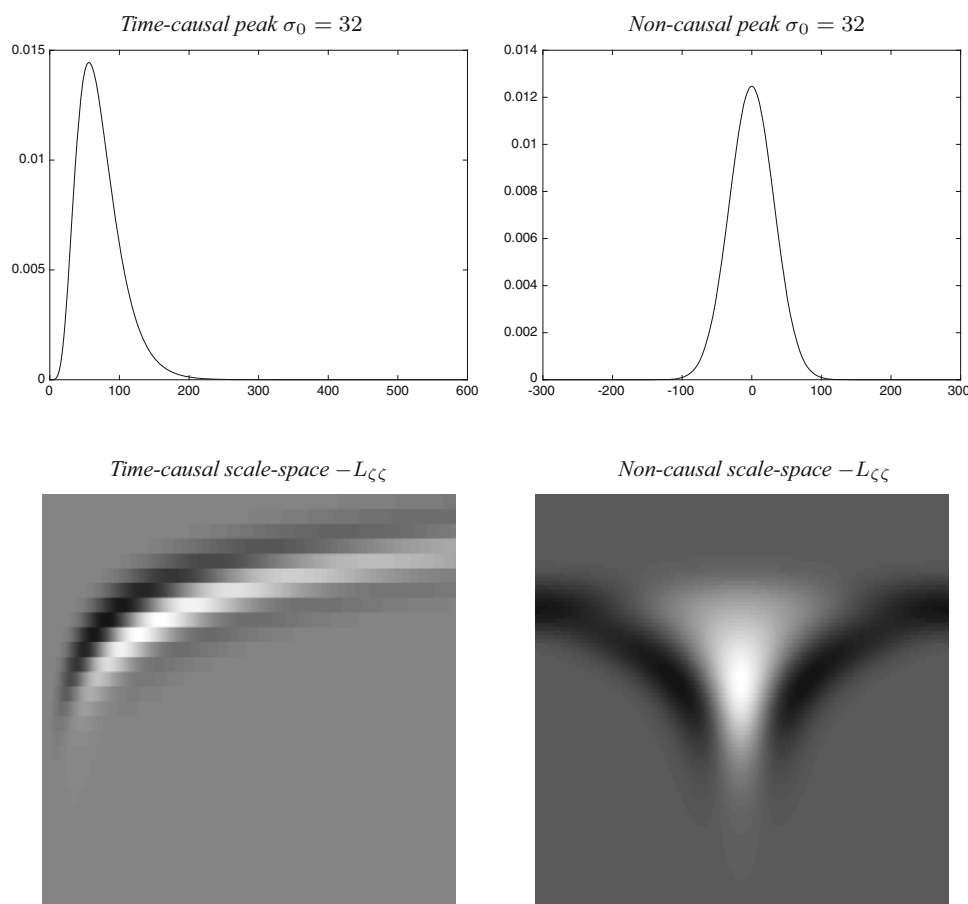 Time-causal peak σ₀ = 32
Non-causal peak σ₀ = 32
0.015
0.01
0.005
0
0 100 200 300 400 500 600
0.014
0.012
0.01
0.008
0.006
0.004
0.002
0
-300 -200 -100 0 100 200 300
Time-causal scale-space −L_ζζ
Non-causal scale-space −L_ζζ